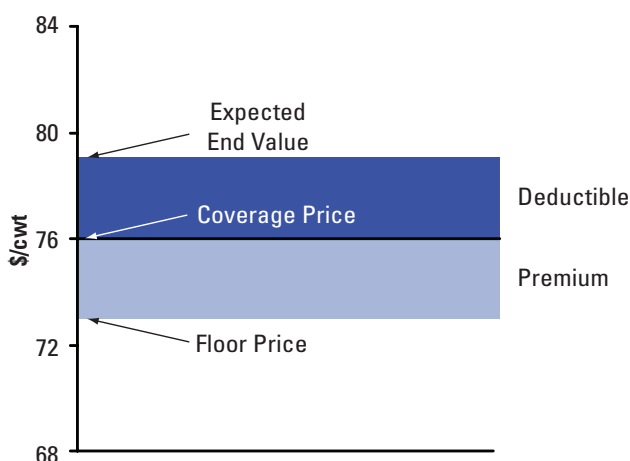 84
Expected
End Value
80
Deductible
Coverage Price
$/cwt
76
Premium
Floor Price
72
68